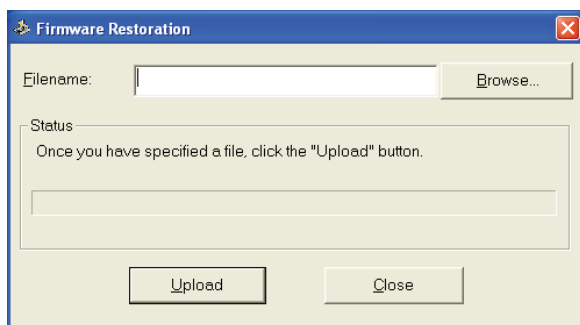 Firmware Restoration
Filename:
Browse...
Status
Once you have specified a file, click the "Upload" button.
Upload
Close